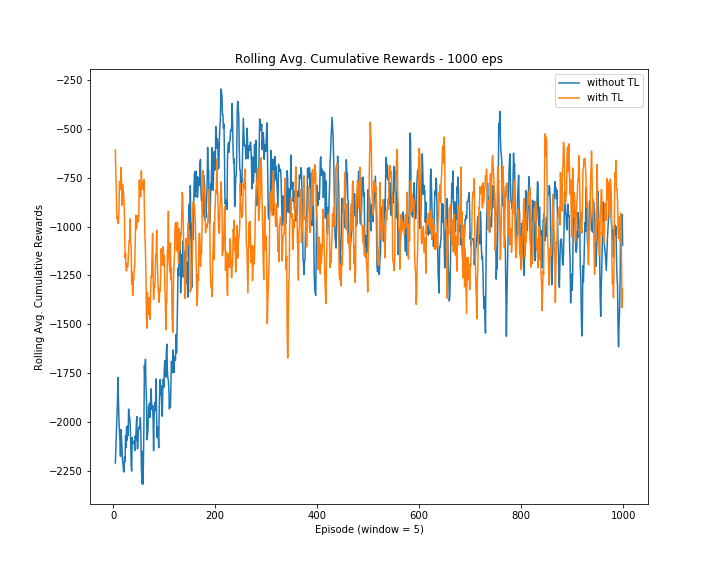 Rolling Avg. Cumulative Rewards - 1000 eps
without TL
with TL
−250
−500
−750
−1000
−1250
−1500
−1750
−2000
−2250
Rolling Avg. Cumulative Rewards
0 200 400 600 800 1000
Episode (window = 5)